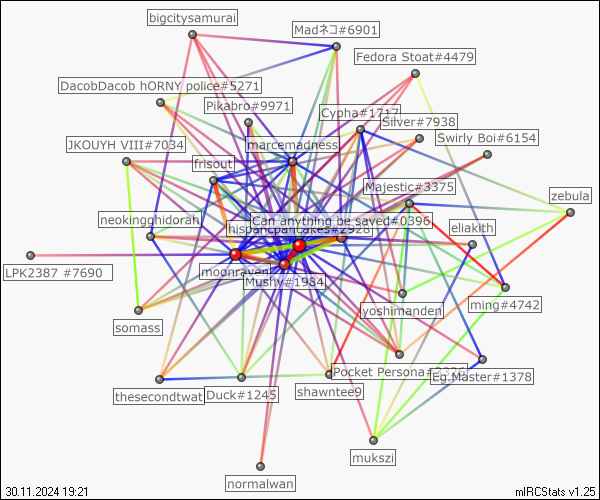 bigcitysamurai
Madネコ#6901
Fedora Stoat#4479
DacobDacob hORNY police#5271
Pikabro#9971
Cypha#1717
Silver#7938
Swirly Boi#6154
JKOUYH VIII#7034
marcemadness
frisout
Majestic#3375
zebula
neokingghidorah
Can anything be saved#0396
hispanicpancakes#2928
eliakith
LPK2387 #7690
moonraven
Mushy#1984
ming#4742
yoshimanden
somass
Pocket Persona#
Eg.Master#1378
thesecondtwat
Duck#1245
shawntee9
mukszi
normalwan
30.11.2024 19:21
mIRCStats v1.25